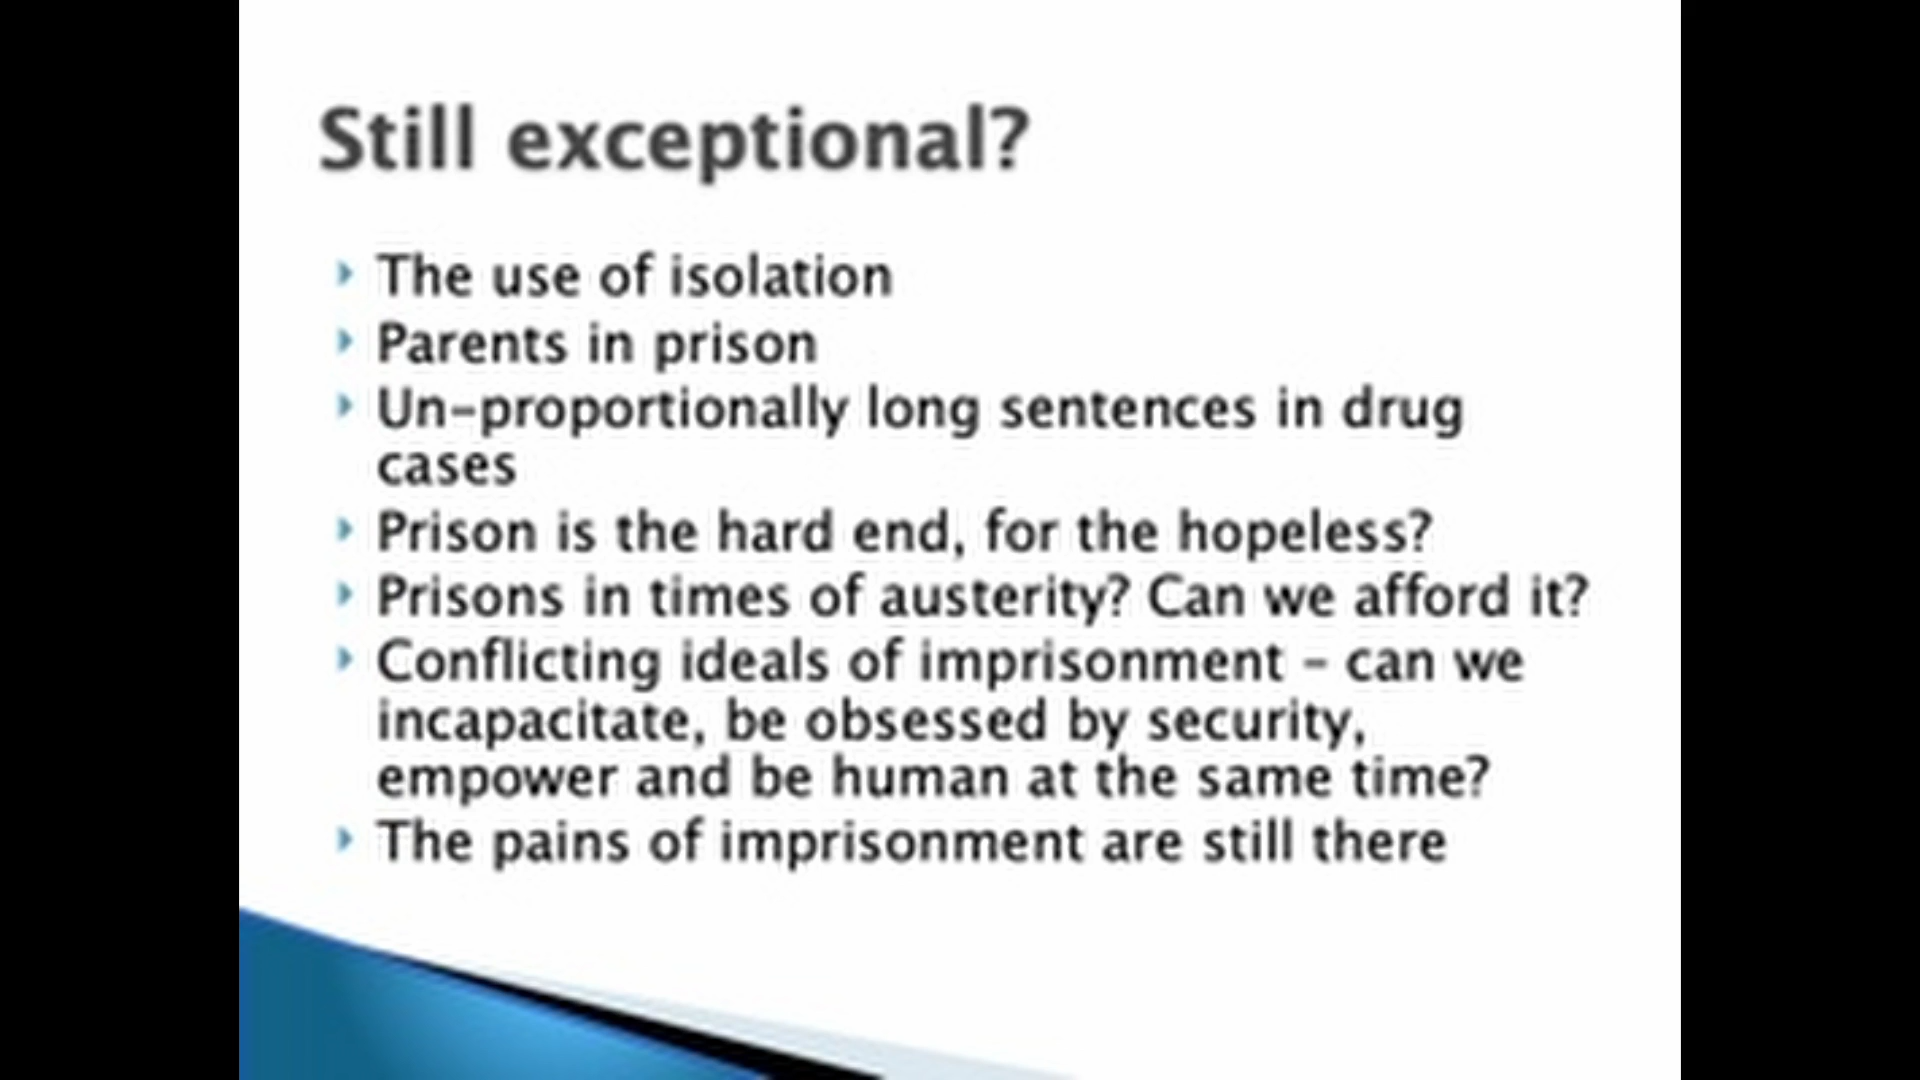 Still exceptional?
The use of isolation
Parents in prison
Un-proportionally long sentences in drug
cases
Prison is the hard end, for the hopeless?
Prisons in times of austerity? Can we afford it?
Conflicting ideals of imprisonment - can we
incapacitate, be obsessed by security,
empower and be human at the same time?
The pains of imprisonment are still there